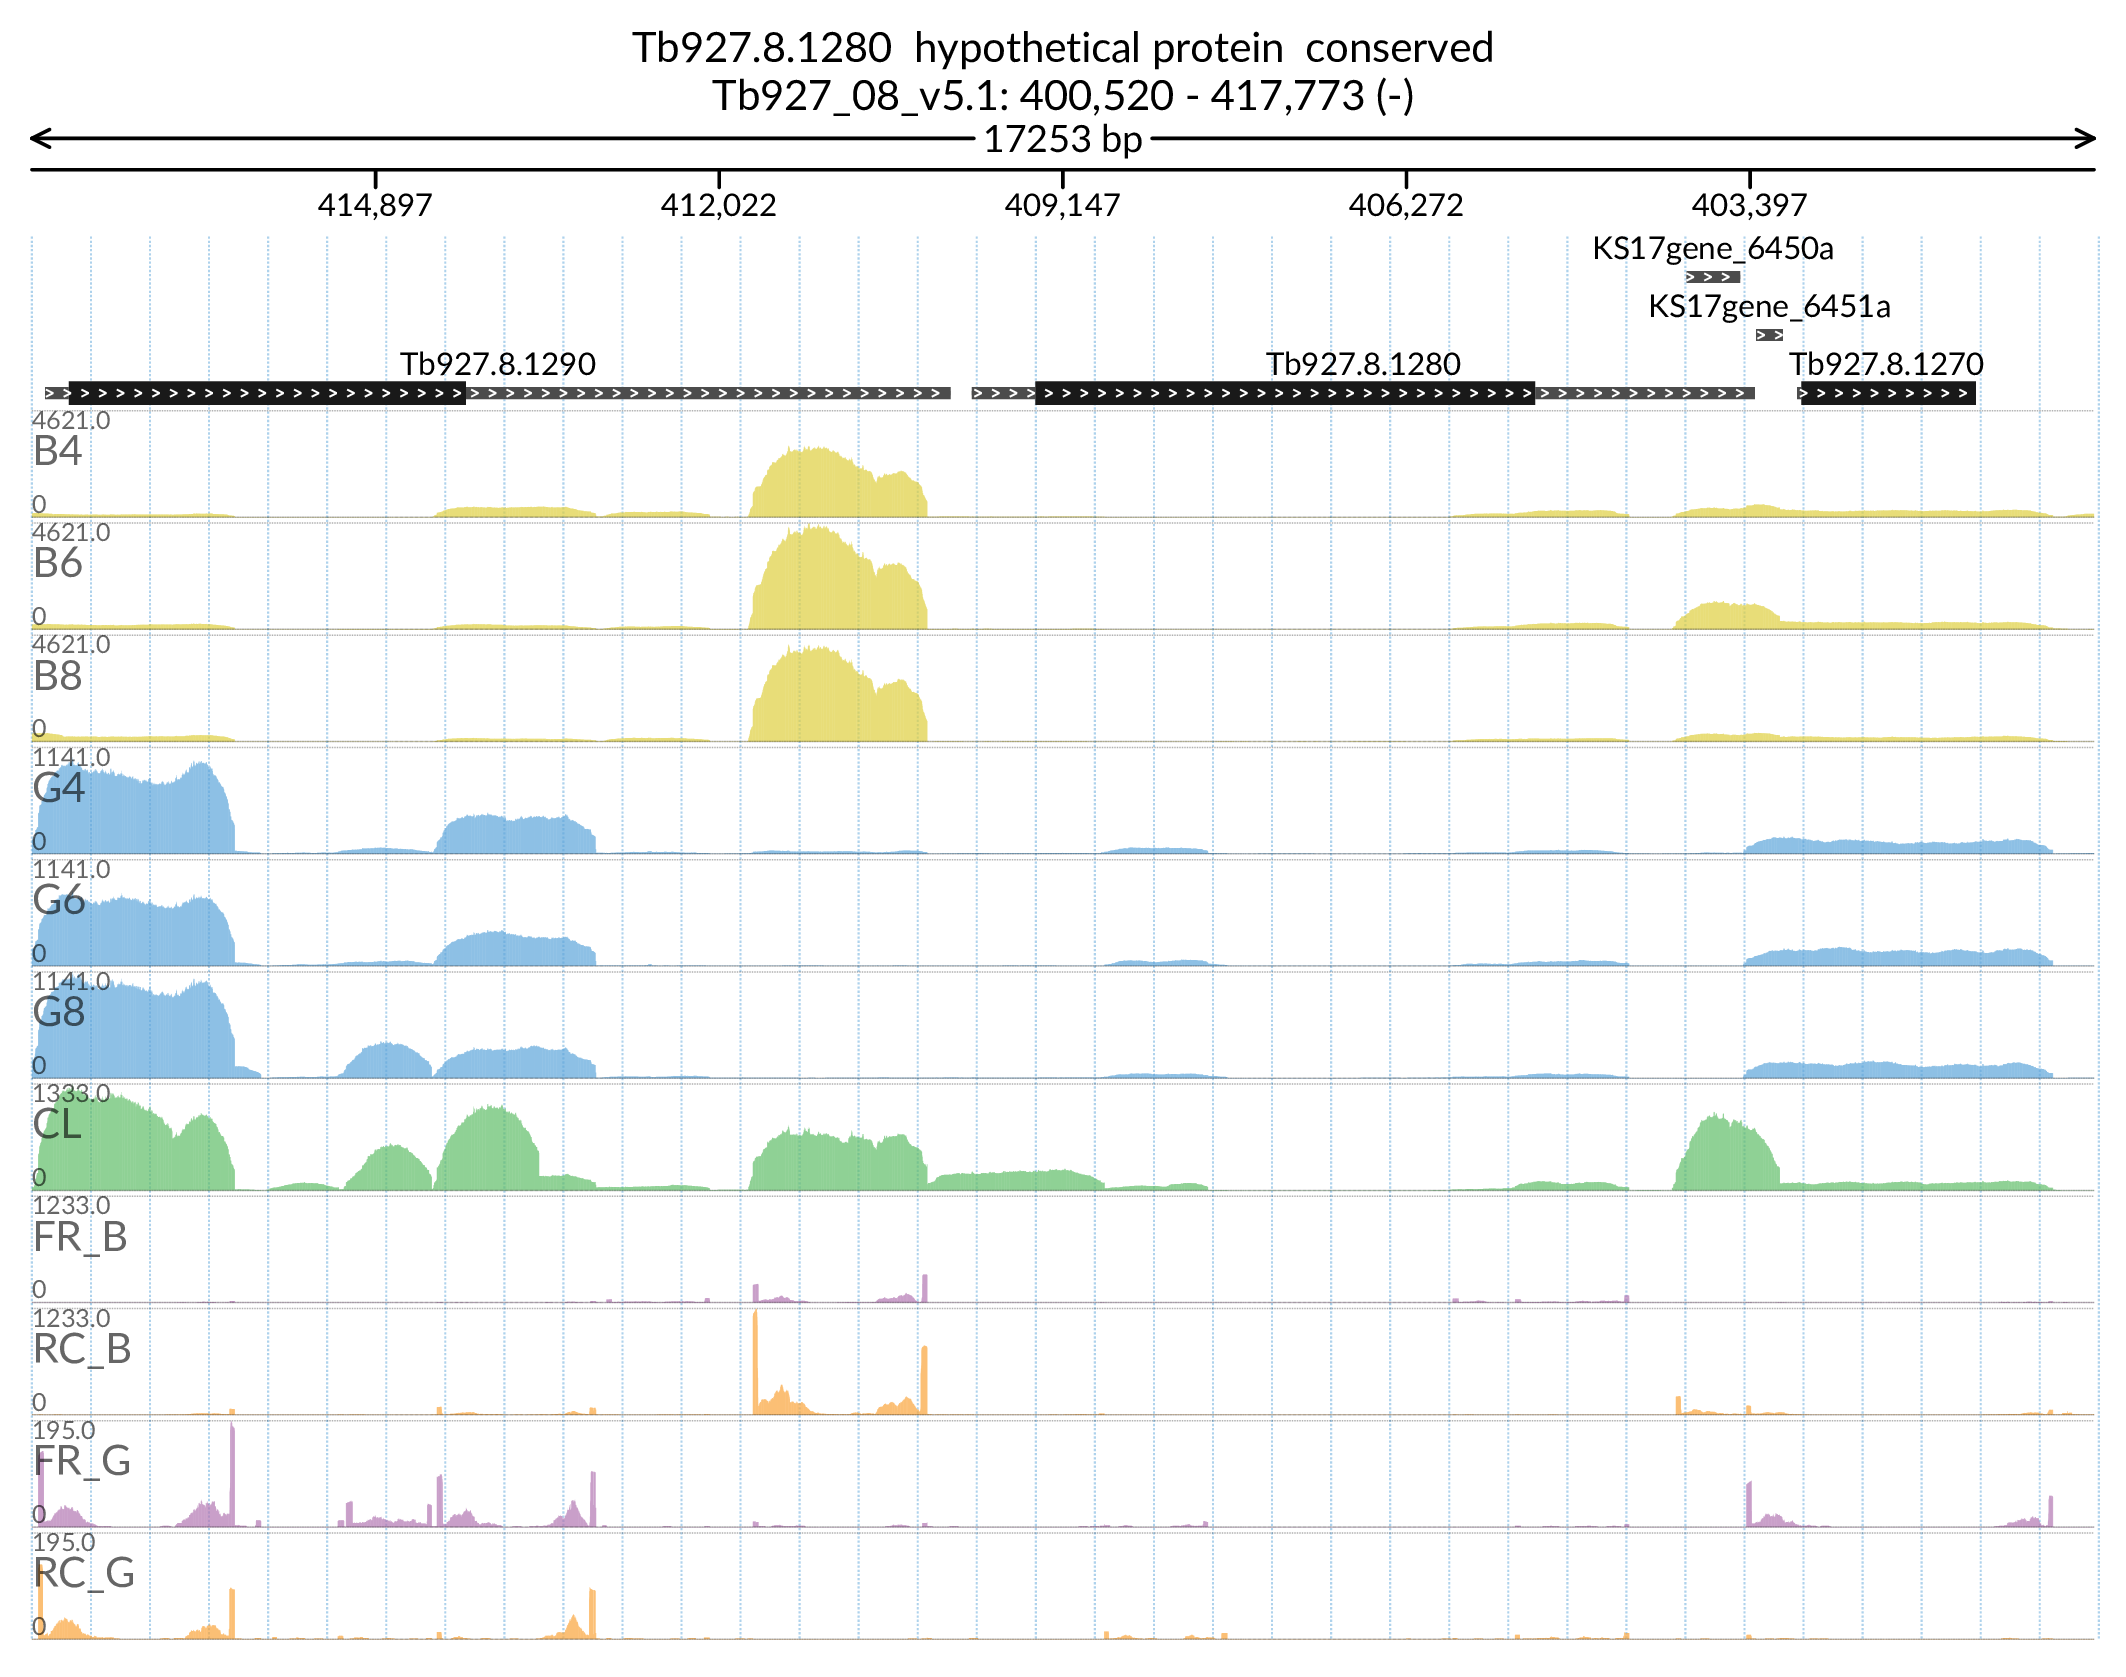 Tb927.8.1280  hypothetical protein  conserved
Tb927_08_v5.1: 400,520 - 417,773 (-)
17253 bp
414,897 412,022 409,147 406,272 403,397
KS17gene_6450a
KS17gene_6451a
Tb927.8.1290 Tb927.8.1280 Tb927.8.1270
4621.0
B4
0
4621.0
B6
0
4621.0
B8
0
1141.0
G4
0
1141.0
G6
0
1141.0
G8
0
1333.0
CL
0
1233.0
FR_B
0
1233.0
RC_B
0
195.0
FR_G
0
195.0
RC_G
0